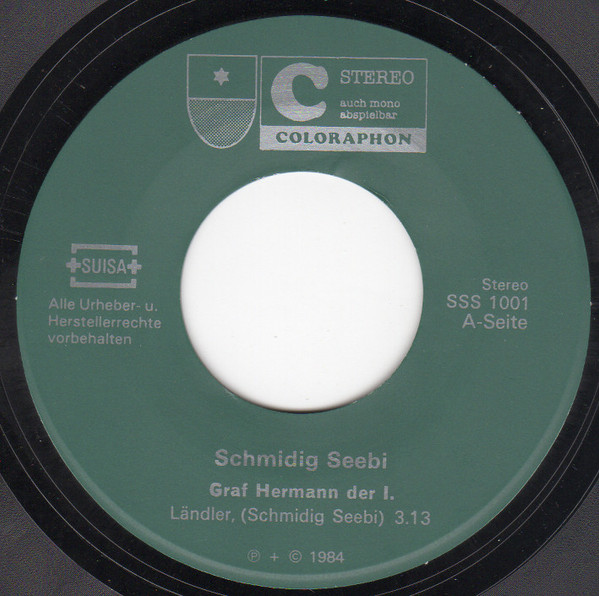 C STEREO
auch mono
abspielbar
COLORAPHON
+SUISA+
Alle Urheber- u.
Herstellerrechte
vorbehalten
Stereo
SSS 1001
A-Seite
Schmidig Seebi
Graf Hermann der I.
Ländler, (Schmidig Seebi) 3.13
℗ + © 1984